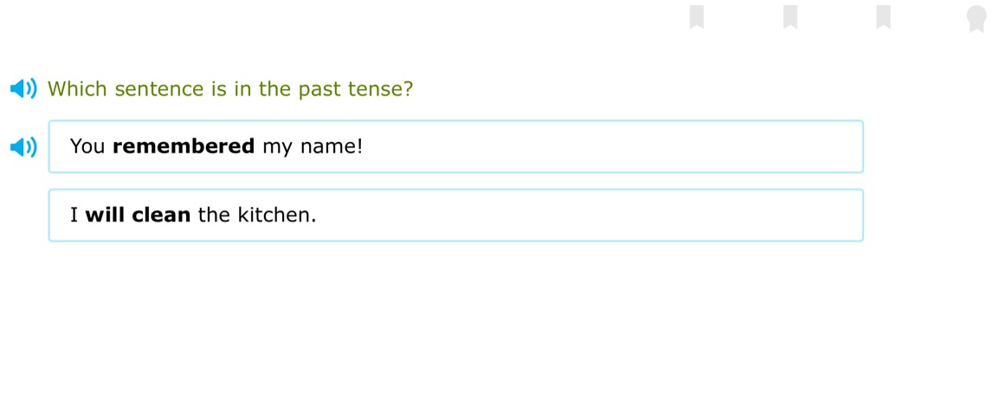 Which sentence is in the past tense?
You remembered my name!
I will clean the kitchen.